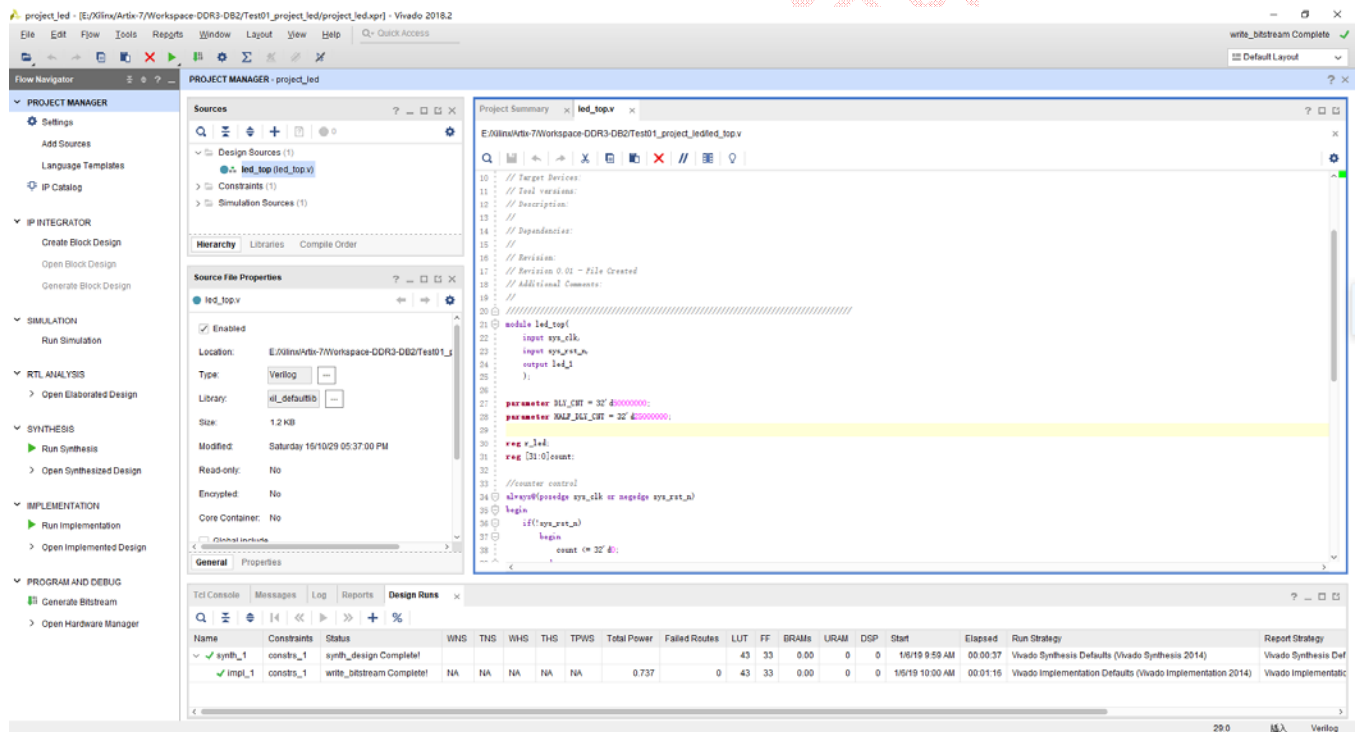 project_led - [E:/Xilinx/Artix-7/Workspace-DDR3-DB2/Test01_project_led/project_led.xpr] - Vivado 2018.2
File Edit Flow Tools Reports Window Layout View Help Q- Quick Access
write_bitstream Complete
Default Layout
Flow Navigator
PROJECT MANAGER - project_led
PROJECT MANAGER
Settings
Add Sources
Language Templates
IP Catalog
IP INTEGRATOR
Create Block Design
Open Block Design
Generate Block Design
SIMULATION
Run Simulation
RTL ANALYSIS
Open Elaborated Design
SYNTHESIS
Run Synthesis
Open Synthesized Design
IMPLEMENTATION
Run Implementation
Open Implemented Design
PROGRAM AND DEBUG
Generate Bitstream
Open Hardware Manager
Sources
0
Design Sources (1)
led_top (led_top.v)
Constraints (1)
Simulation Sources (1)
Hierarchy Libraries Compile Order
Source File Properties
led_top.v
Enabled
Location: E:/Xilinx/Artix-7/Workspace-DDR3-DB2/Test01_p
Type: Verilog
Library: xil_defaultlib
Size: 1.2 KB
Modified: Saturday 16/10/29 05:37:00 PM
Read-only: No
Encrypted: No
Core Container: No
Global include
General Properties
Project Summary led_top.v
E:/Xilinx/Artix-7/Workspace-DDR3-DB2/Test01_project_led/led_top.v
10 // Target Devices:
11 // Tool versions:
12 // Description:
13 //
14 // Dependencies:
15 //
16 // Revision:
17 // Revision 0.01 - File Created
18 // Additional Comments:
19 //
20 //////////////////////////////////////////////////////////////////////////////////
21 module led_top(
22 input sys_clk,
23 input sys_rst_n,
24 output led_1
25 );
26
27 parameter DLY_CNT = 32'd50000000;
28 parameter HALF_DLY_CNT = 32'd25000000;
29
30 reg r_led;
31 reg [31:0]count;
32
33 //counter control
34 always@(posedge sys_clk or negedge sys_rst_n)
35 begin
36 if(!sys_rst_n)
37 begin
38 count <= 32'd0;
Tcl Console Messages Log Reports Design Runs
Name Constraints Status WNS TNS WHS THS TPWS Total Power Failed Routes LUT FF BRAMs URAM DSP Start Elapsed Run Strategy Report Strategy
synth_1 constrs_1 synth_design Complete! 43 33 0.00 0 0 1/6/19 9:59 AM 00:00:37 Vivado Synthesis Defaults (Vivado Synthesis 2014) Vivado Synthesis Def
impl_1 constrs_1 write_bitstream Complete! NA NA NA NA NA 0.737 0 43 33 0.00 0 0 1/6/19 10:00 AM 00:01:16 Vivado Implementation Defaults (Vivado Implementation 2014) Vivado Implementatic
29:0 插入 Verilog